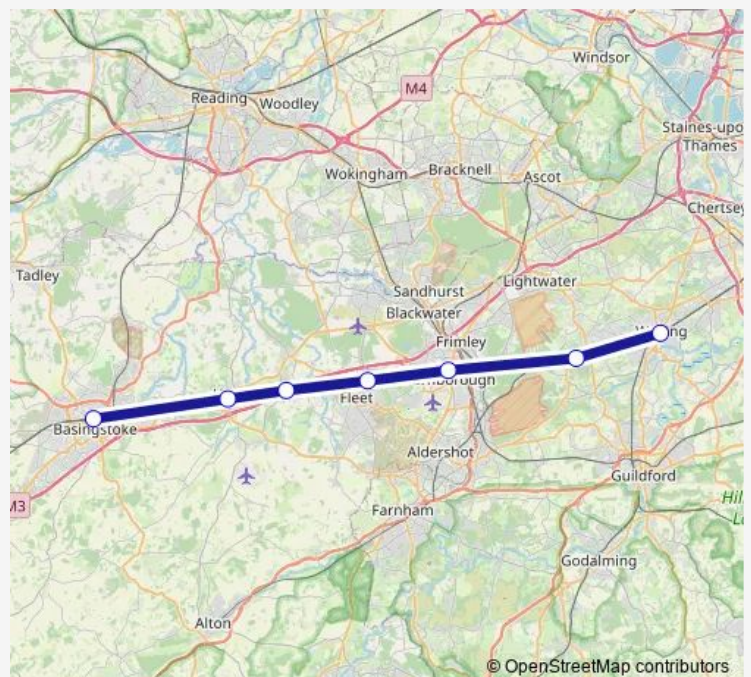 Windsor
M4
Reading
Woodley
Staines-upo
Thames
Wokingham
Bracknell
Ascot
Chertsey
Tadley
Lightwater
Sandhurst
Blackwater
Frimley
Fleet
Basingstoke
Aldershot
Guildford
M3
Farnham
Godalming
Alton
© OpenStreetMap contributors